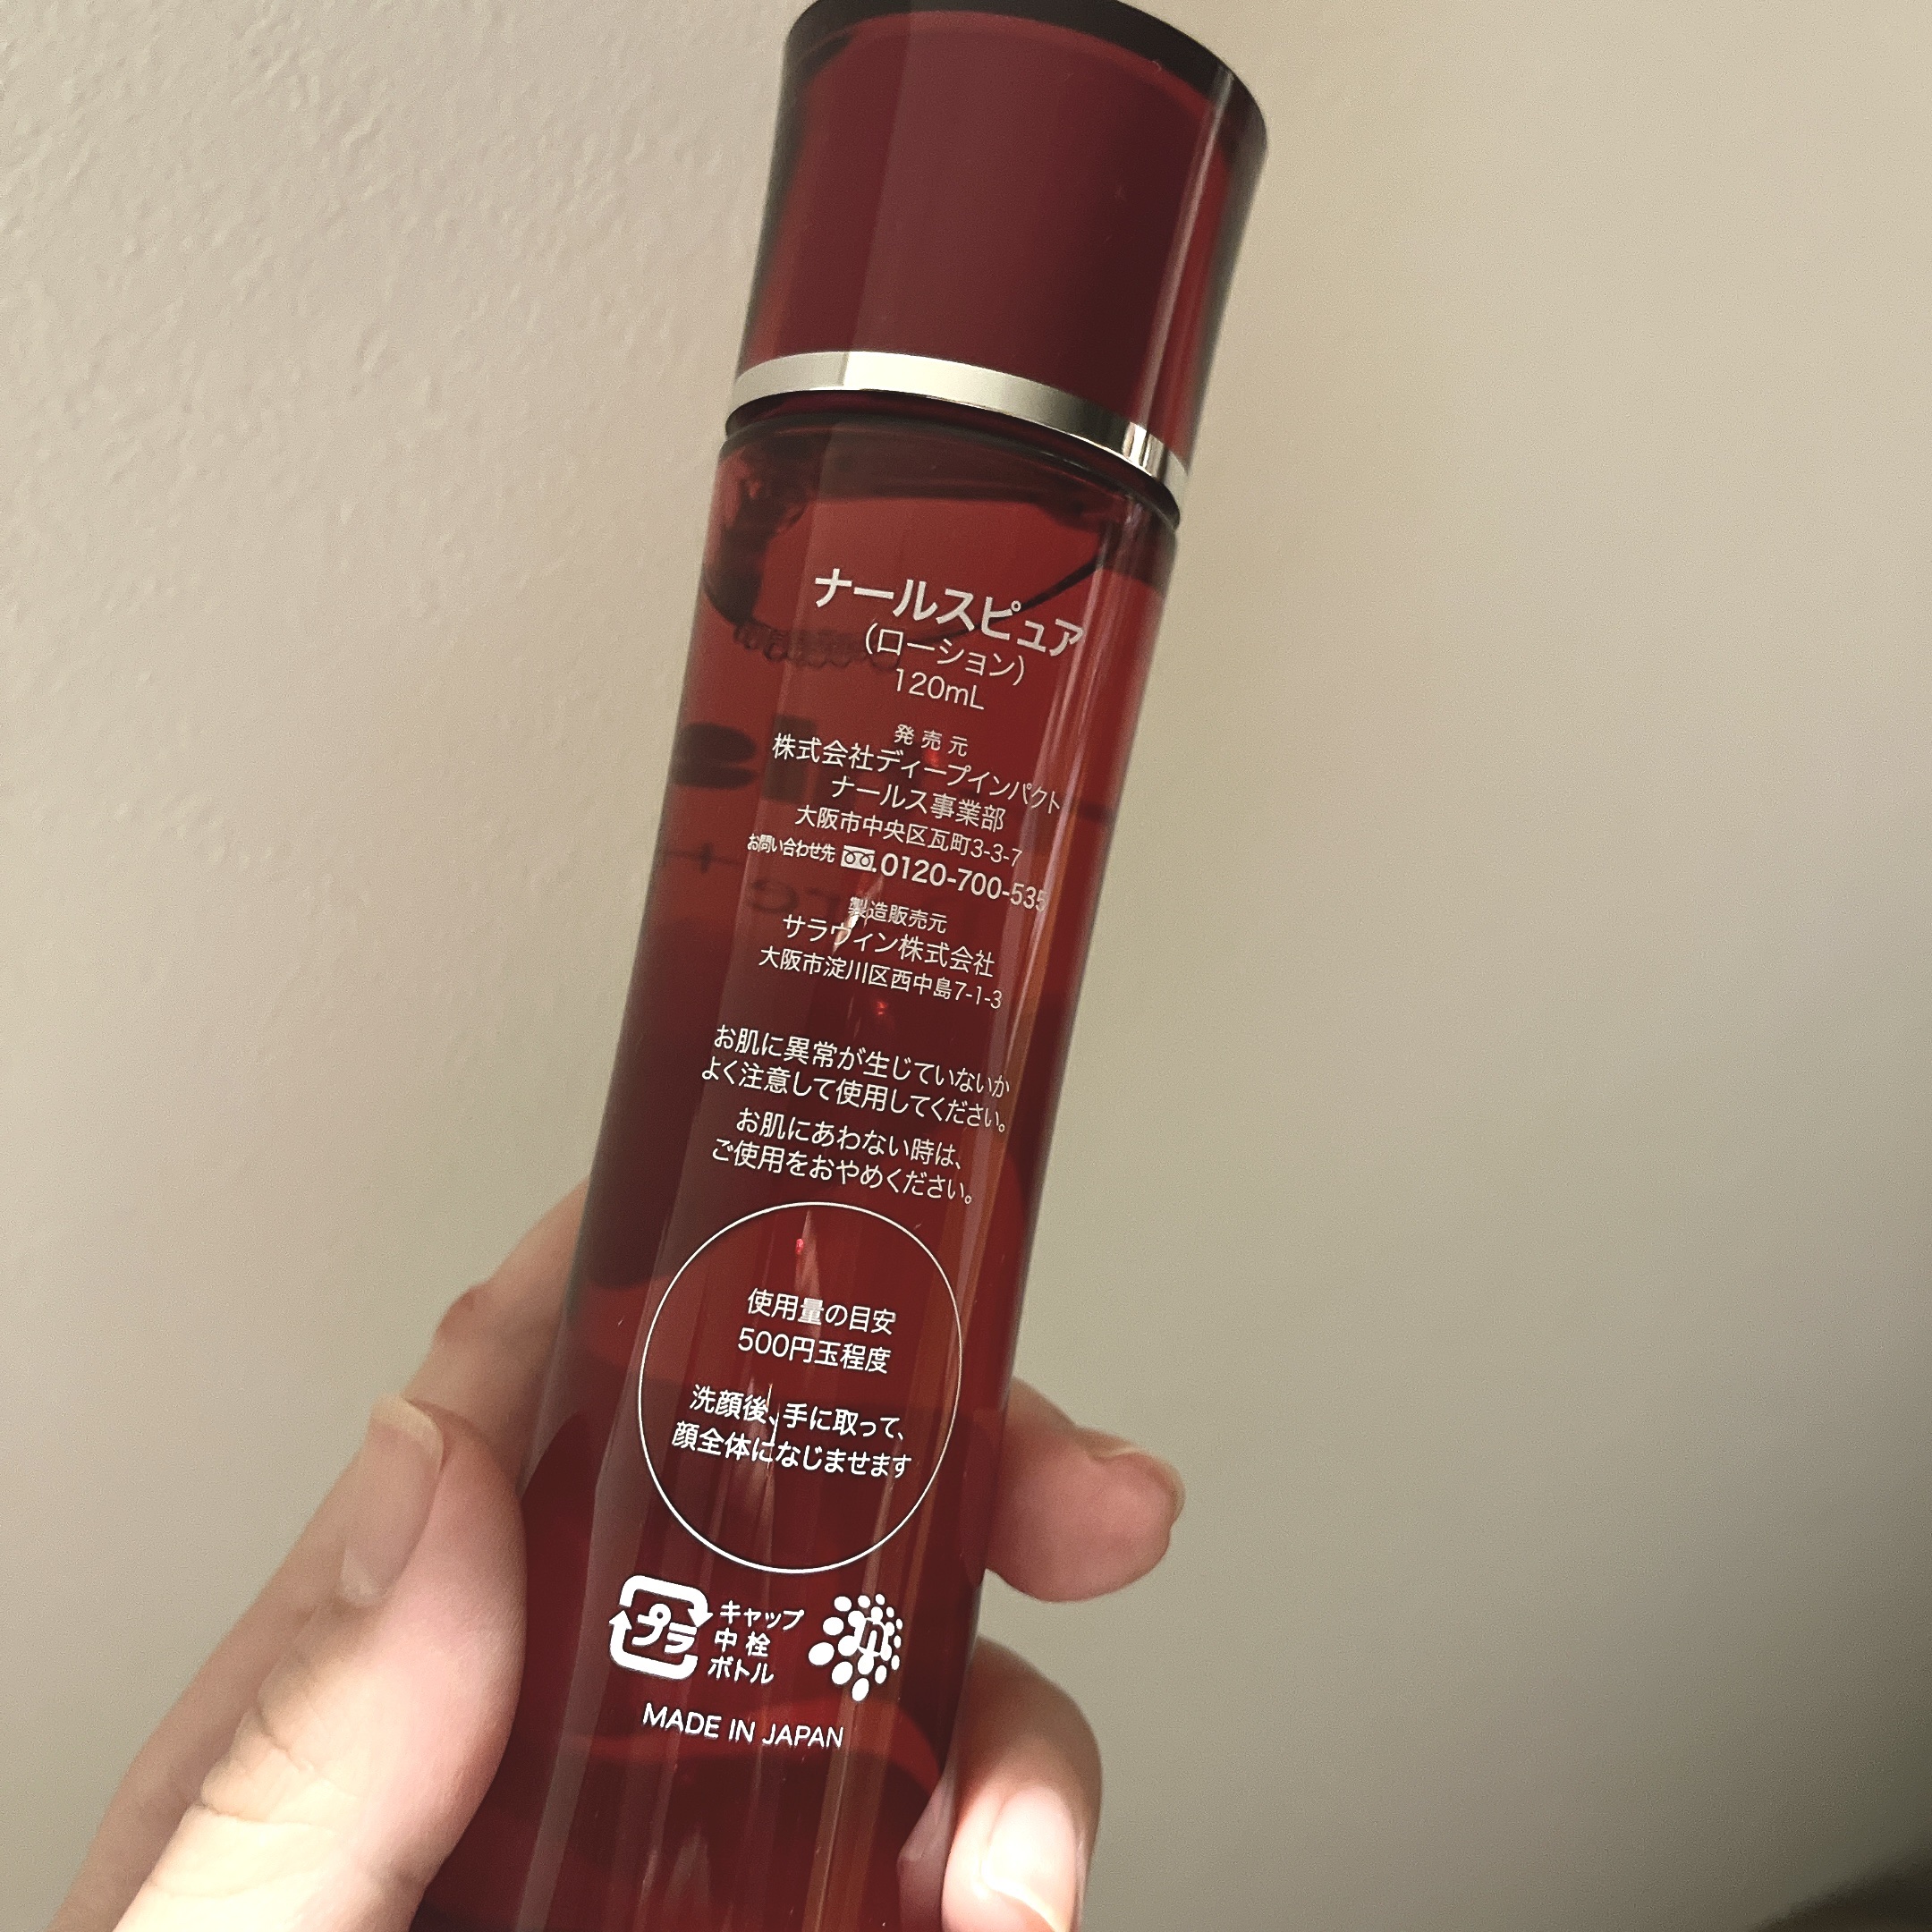 ナールスピュア
(ローション)
120mL
発売元
株式会社ディープインパクト
ナールス事業部
大阪市中央区瓦町3-3-7
お問い合わせ先 0120-700-535
製造販売元
サラヴィン株式会社
大阪市淀川区西中島7-1-3
お肌に異常が生じていないか
よく注意して使用してください。
お肌にあわない時は、
ご使用をおやめください。
使用量の目安
500円玉程度
洗顔後、手に取って、
顔全体になじませます
プラ
キャップ
中栓
ボトル
n
MADE IN JAPAN